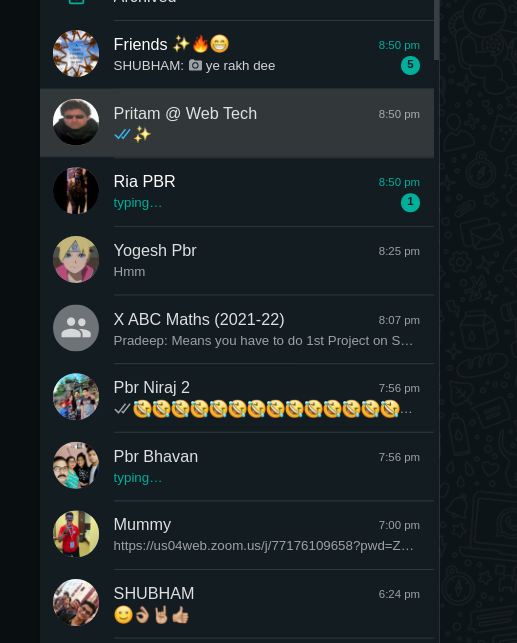 Archived
Friends ✨🔥😁
8:50 pm
SHUBHAM: 📷 ye rakh dee
5
Pritam @ Web Tech
8:50 pm
✨
Ria PBR
8:50 pm
typing…
1
Yogesh Pbr
8:25 pm
Hmm
X ABC Maths (2021-22)
8:07 pm
Pradeep: Means you have to do 1st Project on S…
Pbr Niraj 2
7:56 pm
🤣🤣🤣🤣🤣🤣🤣🤣🤣🤣🤣🤣🤣🤣…
Pbr Bhavan
7:56 pm
typing…
Mummy
7:00 pm
https://us04web.zoom.us/j/77176109658?pwd=Z…
SHUBHAM
6:24 pm
😊👌🏼🤘🏼👍🏼